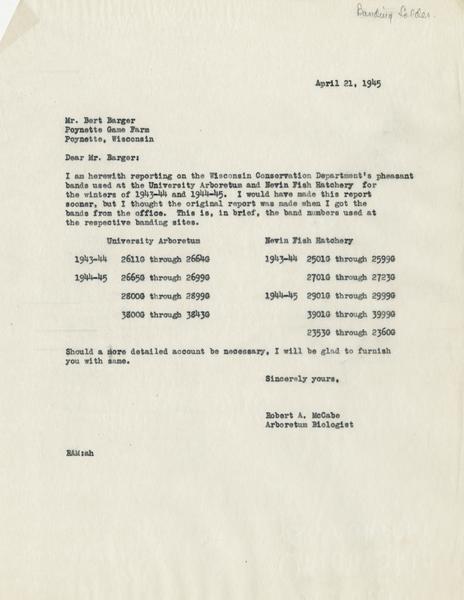 Banding Folder.
April 21, 1945
Mr. Bert Barger
Poynette Game Farm
Poynette, Wisconsin
Dear Mr. Barger:
I am herewith reporting on the Wisconsin Conservation Department's pheasant
bands used at the University Arboretum and Nevin Fish Hatchery for
the winters of 1943-44 and 1944-45. I would have made this report
sooner, but I thought the original report was made when I got the
bands from the office. This is, in brief, the band numbers used at
the respective banding sites.
University Arboretum Nevin Fish Hatchery
1943-44 2611G through 2664G 1943-44 2501G through 2599G
1944-45 2665G through 2699G 2701G through 2723G
2800G through 2899G 1944-45 2901G through 2999G
3800G through 3843G 3901G through 3999G
2353G through 2360G
Should a more detailed account be necessary, I will be glad to furnish
you with same.
Sincerely yours,
Robert A. McCabe
Arboretum Biologist
RAM:ah